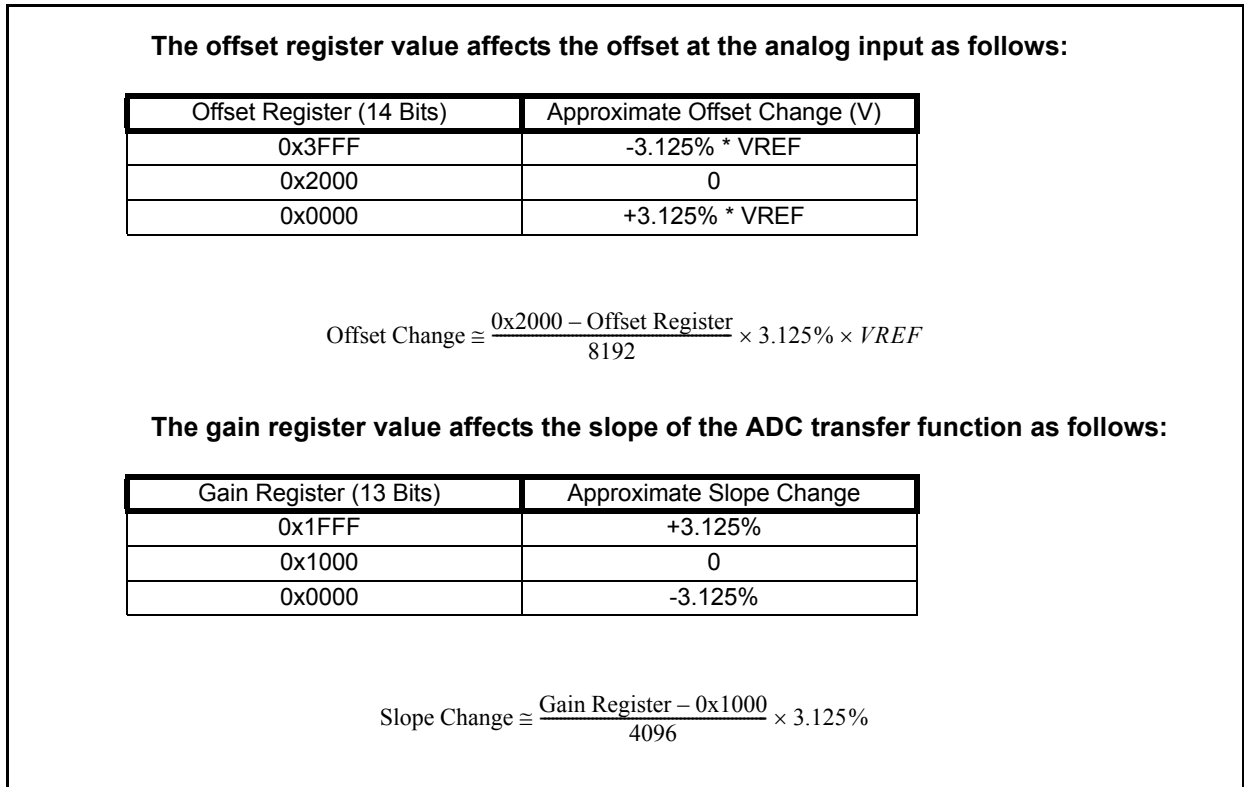 The offset register value affects the offset at the analog input as follows:
Offset Register (14 Bits) Approximate Offset Change (V)
0x3FFF -3.125% * VREF
0x2000 0
0x0000 +3.125% * VREF
Offset Change ≅ 0x2000 – Offset Register / 8192 × 3.125% × VREF
The gain register value affects the slope of the ADC transfer function as follows:
Gain Register (13 Bits) Approximate Slope Change
0x1FFF +3.125%
0x1000 0
0x0000 -3.125%
Slope Change ≅ Gain Register – 0x1000 / 4096 × 3.125%